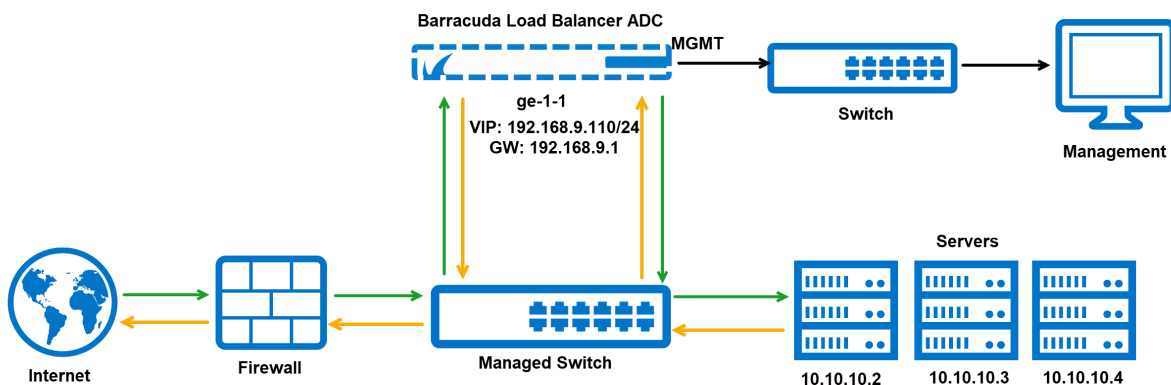 Barracuda Load Balancer ADC
MGMT
ge-1-1
VIP: 192.168.9.110/24
GW: 192.168.9.1
Switch
Management
Servers
Internet
Firewall
Managed Switch
10.10.10.2
10.10.10.3
10.10.10.4